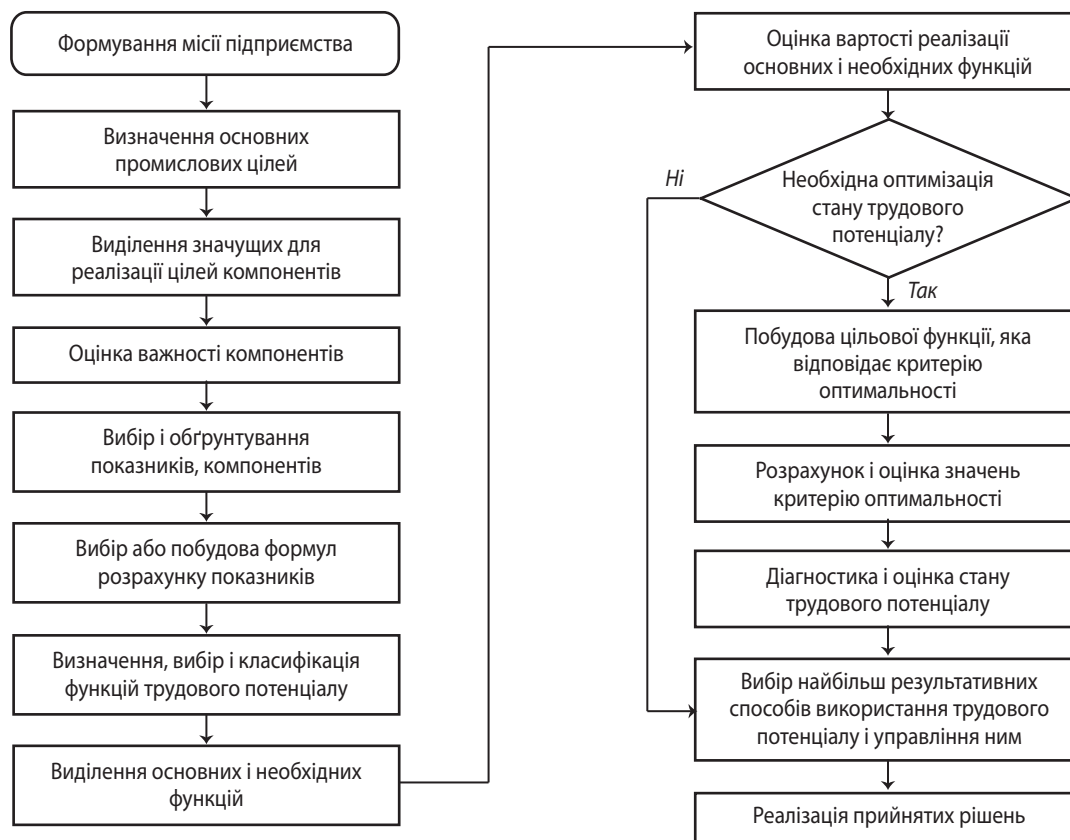 Формування місії підприємства
Визначення основних
промислових цілей
Виділення значущих для
реалізації цілей компонентів
Оцінка важності компонентів
Вибір і обґрунтування
показників, компонентів
Вибір або побудова формул
розрахунку показників
Визначення, вибір і класифікація
функцій трудового потенціалу
Виділення основних і необхідних
функцій
Оцінка вартості реалізації
основних і необхідних функцій
Необхідна оптимізація
стану трудового
потенціалу?
Ні
Так
Побудова цільової функції, яка
відповідає критерію
оптимальності
Розрахунок і оцінка значень
критерію оптимальності
Діагностика і оцінка стану
трудового потенціалу
Вибір найбільш результативних
способів використання трудового
потенціалу і управління ним
Реалізація прийнятих рішень